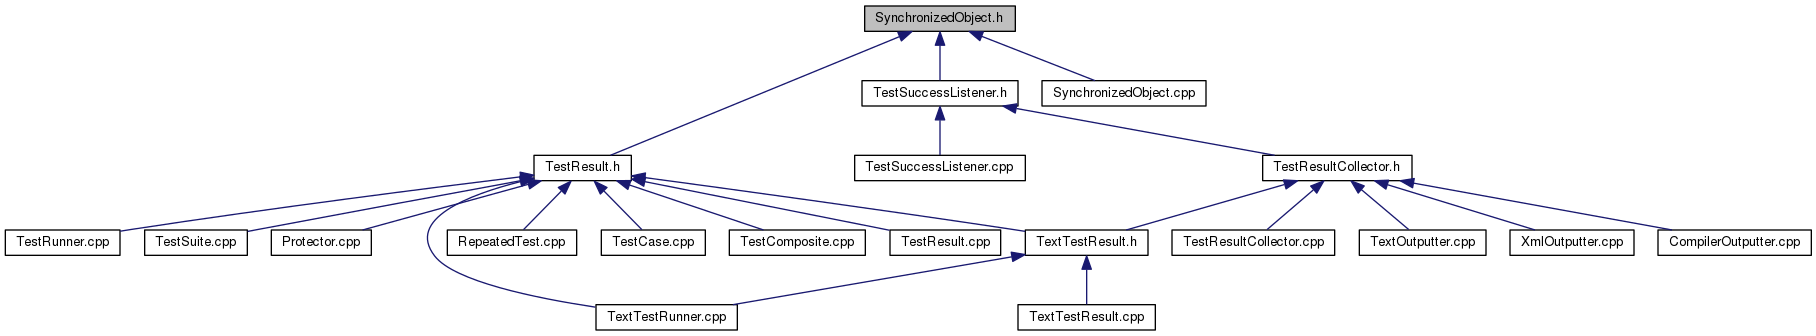 SynchronizedObject.h
TestSuccessListener.h
SynchronizedObject.cpp
TestResult.h
TestSuccessListener.cpp
TestResultCollector.h
TestRunner.cpp
TestSuite.cpp
Protector.cpp
RepeatedTest.cpp
TestCase.cpp
TestComposite.cpp
TestResult.cpp
TextTestResult.h
TestResultCollector.cpp
TextOutputter.cpp
XmlOutputter.cpp
CompilerOutputter.cpp
TextTestRunner.cpp
TextTestResult.cpp